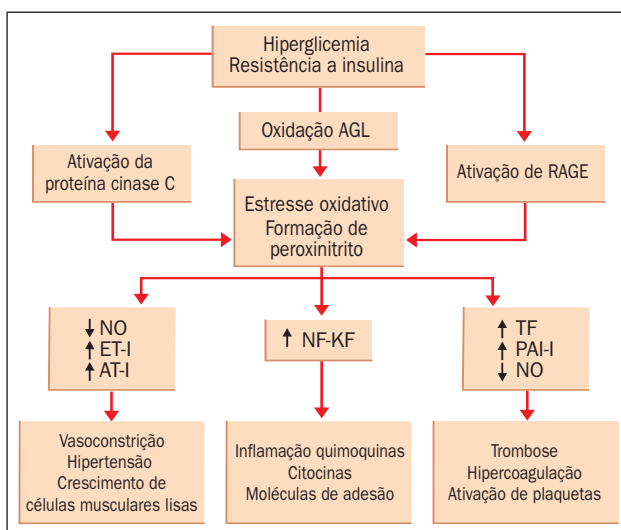 Hiperglicemia
Resistência a insulina
Oxidação AGL
Ativação da
proteína cinase C
Ativação de RAGE
Estresse oxidativo
Formação de
peroxinitrito
↓ NO
↑ ET-I
↑ AT-I
↑ NF-KF
↑ TF
↑ PAI-I
↓ NO
Vasoconstrição
Hipertensão
Crescimento de
células musculares lisas
Inflamação quimoquinas
Citocinas
Moléculas de adesão
Trombose
Hipercoagulação
Ativação de plaquetas